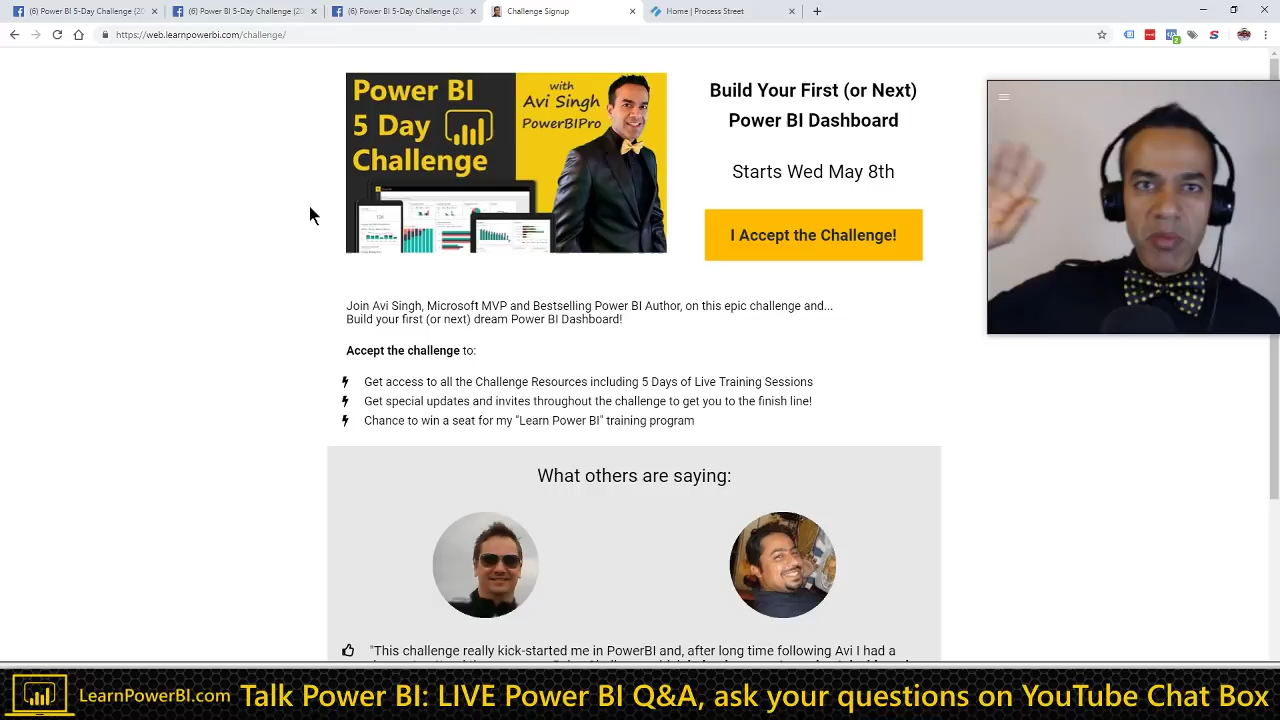 (6) Power BI 5-Day Challenge (20
(6) Power BI 5-Day Challenge (20
(6) Power BI 5-Day Challenge (20
Challenge Signup
Home | Process Street
https://web.learnpowerbi.com/challenge/
Power BI
5 Day
Challenge
with
Avi Singh
PowerBIPro
Build Your First (or Next)
Power BI Dashboard
Starts Wed May 8th
I Accept the Challenge!
Join Avi Singh, Microsoft MVP and Bestselling Power BI Author, on this epic challenge and...
Build your first (or next) dream Power BI Dashboard!
Accept the challenge to:
Get access to all the Challenge Resources including 5 Days of Live Training Sessions
Get special updates and invites throughout the challenge to get you to the finish line!
Chance to win a seat for my "Learn Power BI" training program
What others are saying:
"This challenge really kick-started me in PowerBI and, after long time following Avi I had a
LearnPowerBI.com
Talk Power BI: LIVE Power BI Q&A, ask your questions on YouTube Chat Box